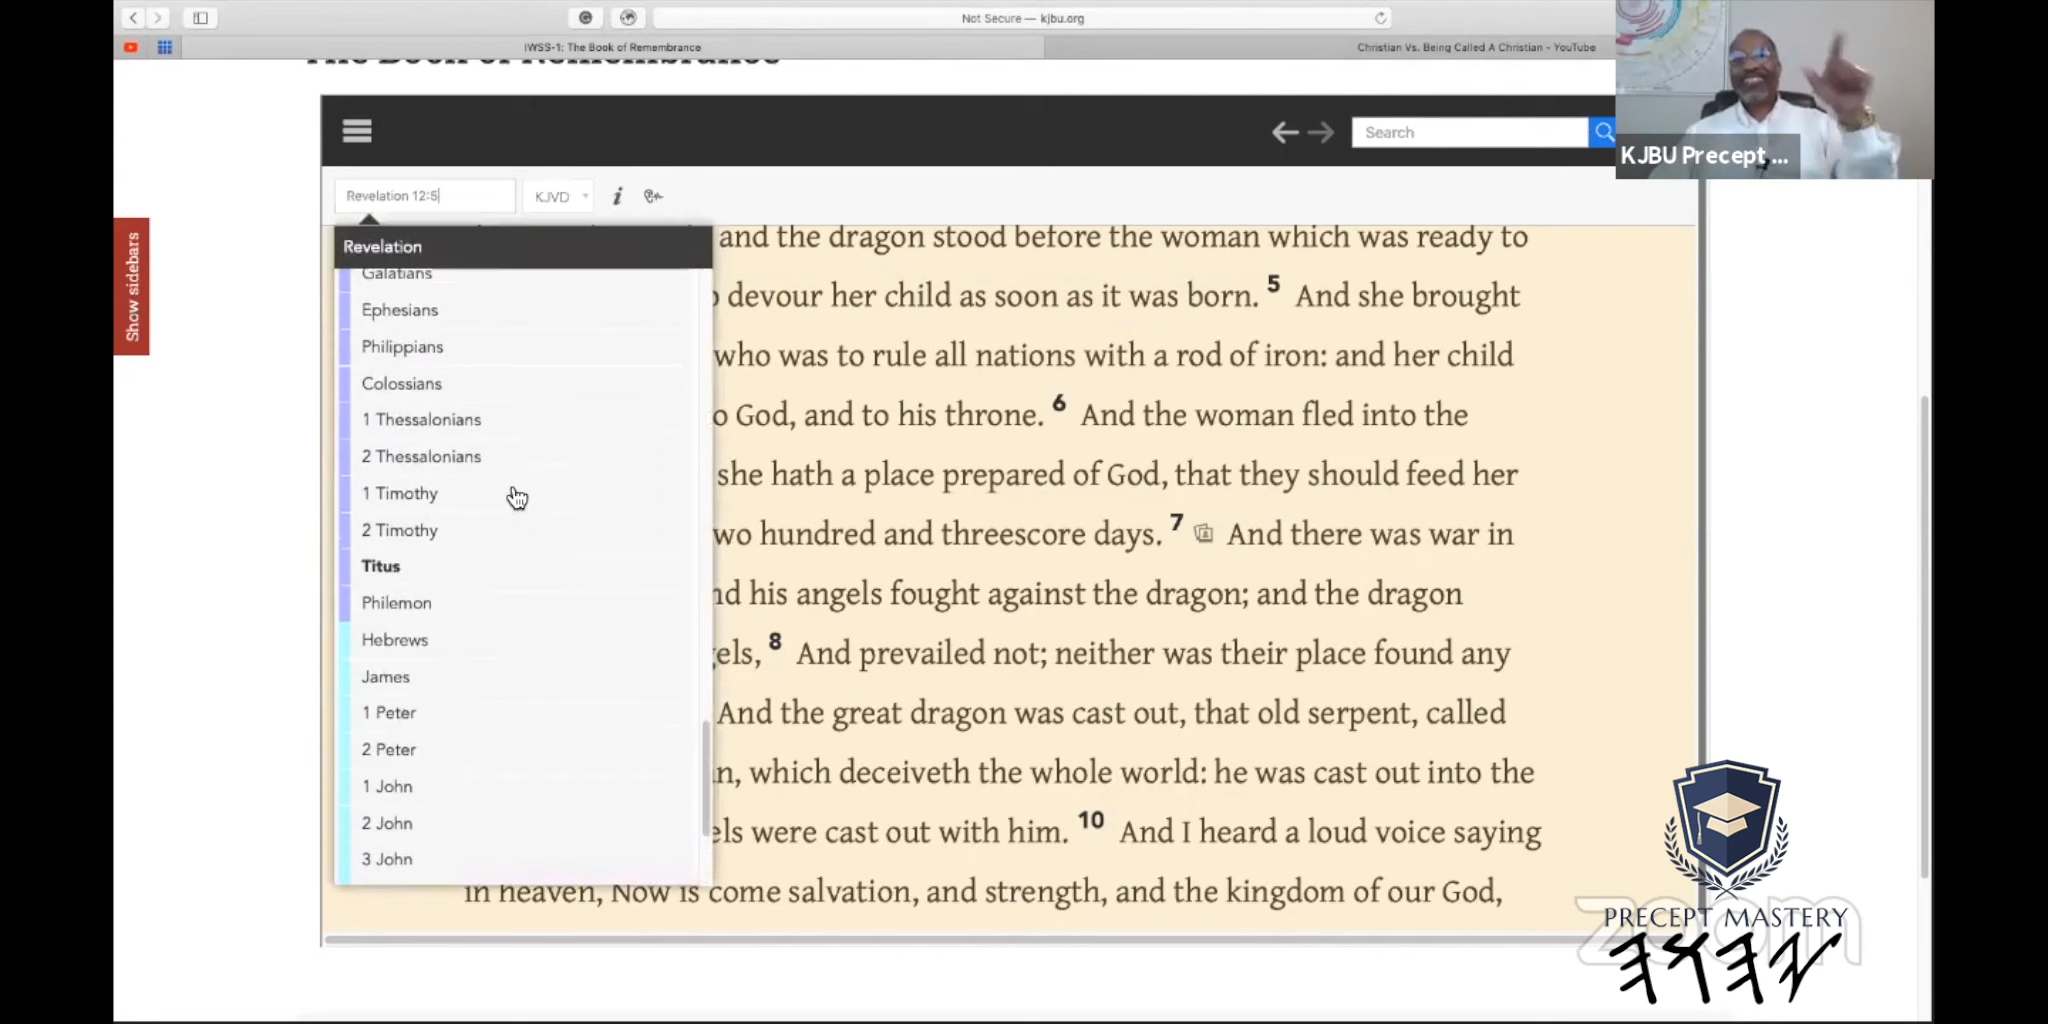 Not Secure — kjbu.org
IWSS-1: The Book of Remembrance
Christian Vs. Being Called A Christian - YouTube
The Book of Remembrance
Search
KJBU Precept,...
Revelation 12:5
KJVD
i
Show sidebars
Revelation
Galatians
Ephesians
Philippians
Colossians
1 Thessalonians
2 Thessalonians
1 Timothy
2 Timothy
Titus
Philemon
Hebrews
James
1 Peter
2 Peter
1 John
2 John
3 John
and the dragon stood before the woman which was ready to
devour her child as soon as it was born. 5 And she brought
who was to rule all nations with a rod of iron: and her child
God, and to his throne. 6 And the woman fled into the
she hath a place prepared of God, that they should feed her
two hundred and threescore days. 7 And there was war in
his angels fought against the dragon; and the dragon
8 And prevailed not; neither was their place found any
And the great dragon was cast out, that old serpent, called
which deceiveth the whole world: he was cast out into the
were cast out with him. 10 And I heard a loud voice saying
in heaven, Now is come salvation, and strength, and the kingdom of our God,
PRECEPT MASTERY
zoom